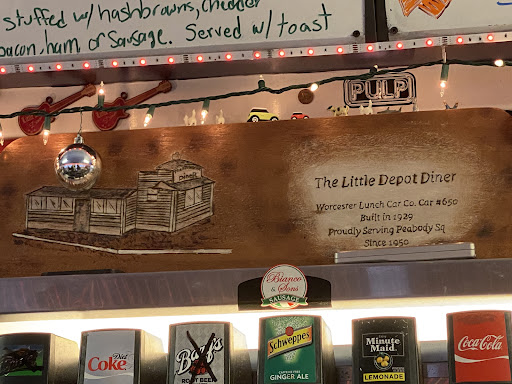 stuffed w/ hashbrowns, cheddar
bacon ham or Sausage. Served w/ toast
PULP
Diner
The Little Depot Diner
Worcester Lunch Car Co. Car #650
Built in 1929
Proudly Serving Peabody Sq
Since 1950
Bianco
& Sons
SAUSAGE
Diet
Coke
Barq's
ROOT BEER
Schweppes
GINGER ALE
Minute
Maid
LEMONADE
Coca-Cola